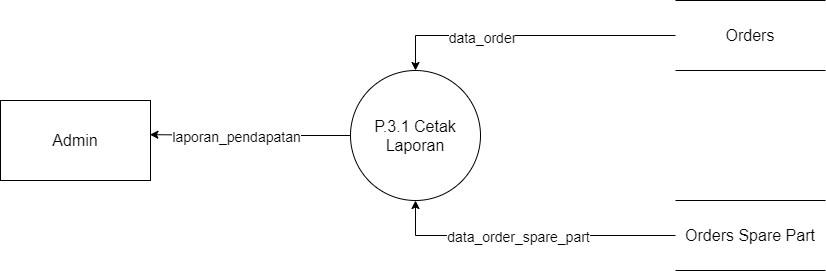 data_order
Orders
Admin
laporan_pendapatan
P.3.1 Cetak
Laporan
data_order_spare_part
Orders Spare Part